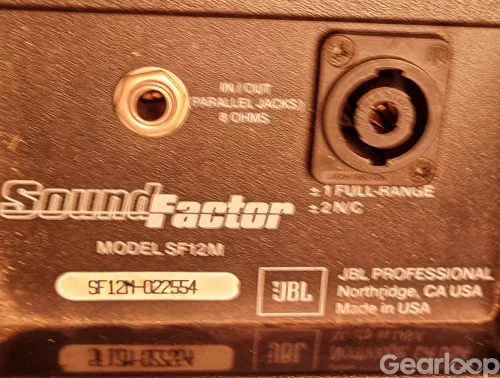 IN / OUT
(PARALLEL JACKS)
8 OHMS
± 1 FULL-RANGE
± 2 N/C
SoundFactor
MODEL SF12M
SF12M-022554
JBL
JBL PROFESSIONAL
Northridge, CA USA
Made in USA
Gearloop